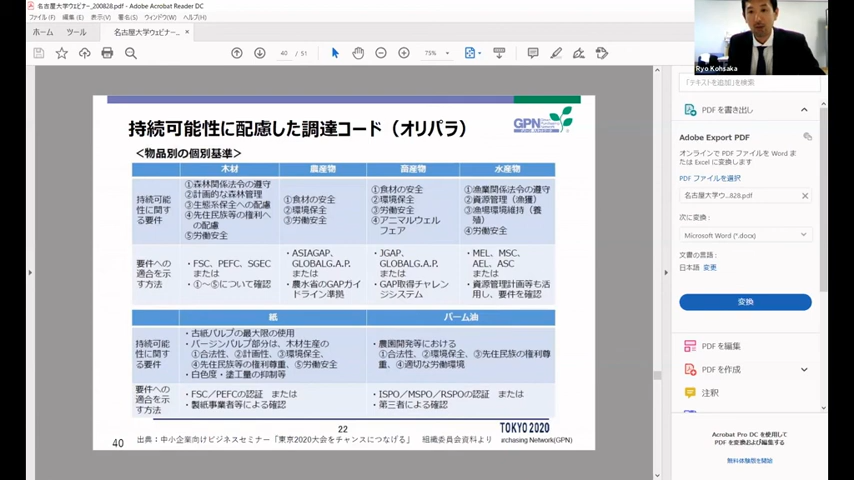 名古屋大学ウェビナー_200828.pdf - Adobe Acrobat Reader DC
ファイル(F) 編集(E) 表示(V) 署名(S) ウィンドウ(W) ヘルプ(H)
ホーム ツール 名古屋大学ウェビナー... ×
40 / 51 75%
Ryo Kohsaka
持続可能性に配慮した調達コード（オリパラ）
GPN
＜物品別の個別基準＞
木材 農産物 畜産物 水産物
持続可能性に関する要件
①森林関係法令の遵守
②計画的な森林管理
③生態系保全への配慮
④先住民族等の権利への配慮
⑤労働安全
①食材の安全
②環境保全
③労働安全
①食材の安全
②環境保全
③労働安全
④アニマルウェルフェア
①漁業関係法令の遵守
②資源管理（漁獲）
③漁場環境維持（養殖）
④労働安全
要件への適合を示す方法
・FSC、PEFC、SGEC
または
・①～⑤について確認
・ASIAGAP、
GLOBALG.A.P.
または
・農水省のGAPガイドライン準拠
・JGAP、
GLOBALG.A.P.
または
・GAP取得チャレンジシステム
・MEL、MSC、
AEL、ASC
または
・資源管理計画等も活用し、要件を確認
紙 パーム油
持続可能性に関する要件
・古紙パルプの最大限の使用
・バージンパルプ部分は、木材生産の
①合法性、②計画性、③環境保全、
④先住民族等の権利尊重、⑤労働安全
・白色度・塗工量の抑制等
・農園開発等における
①合法性、②環境保全、③先住民族の権利尊重、④適切な労働環境
要件への適合を示す方法
・FSC／PEFCの認証 または
・製紙事業者等による確認
・ISPO／MSPO／RSPOの認証 または
・第三者による確認
22
TOKYO 2020
40
出典：中小企業向けビジネスセミナー「東京2020大会をチャンスにつなげる」 組織委員会資料より
rchasing Network(GPN)
「テキストを追加」を検索
PDF を書き出し
Adobe Export PDF
オンラインで PDF ファイルを Word または Excel に変換します
PDF ファイルを選択
名古屋大学ウ...828.pdf ×
次に変換：
Microsoft Word (*.docx)
文書の言語：
日本語 変更
変換
PDF を編集
PDF を作成
注釈
Acrobat Pro DC を使用して
PDF を変換および編集する
無料体験版を開始